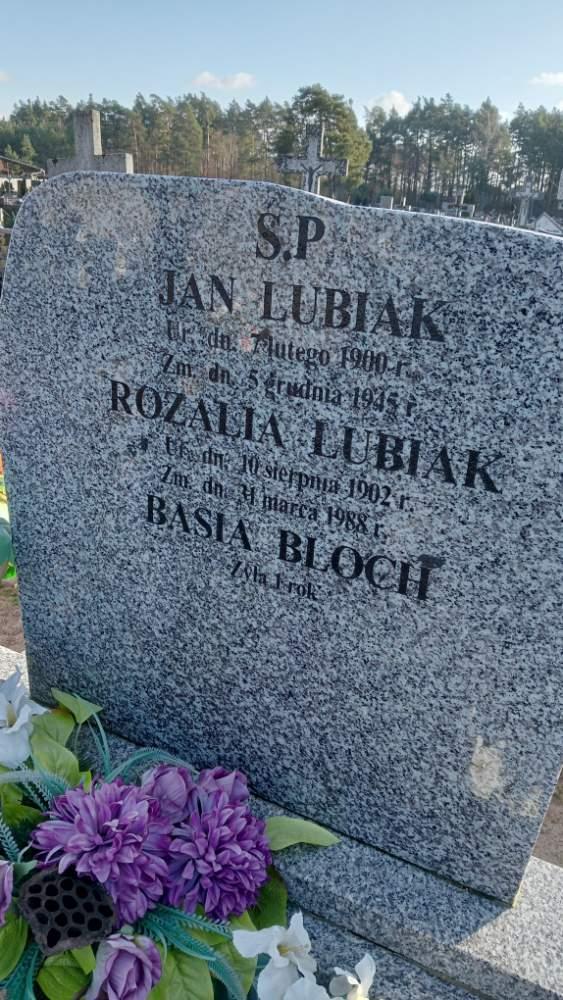 Ś.P
JAN LUBIAK
Ur. dn. 7 lutego 1900 r.
Zm. dn. 5 grudnia 1945 r.
ROZALIA LUBIAK
Ur. dn. 10 sierpnia 1902 r.
Zm. dn. 31 marca 1988 r.
BASIA BLOCH
Żyła 1 rok